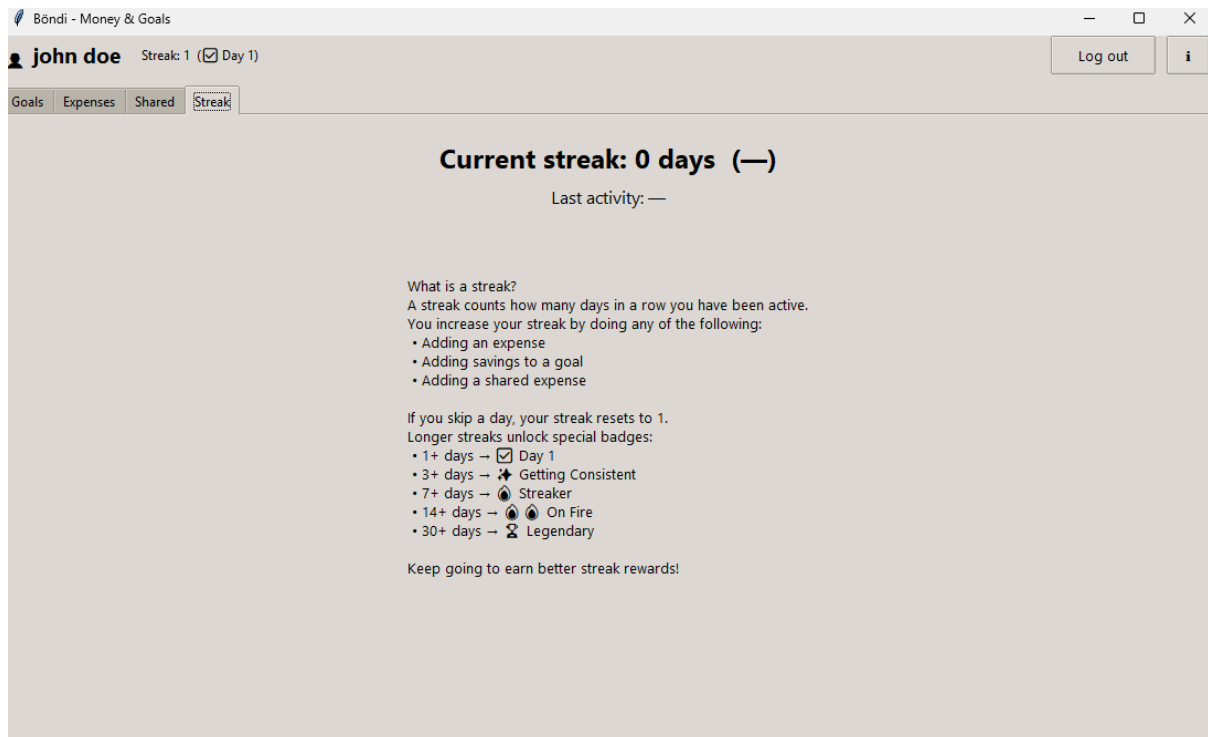 Böndi - Money & Goals
john doe Streak: 1 (☑ Day 1) Log out i
Goals Expenses Shared Streak
Current streak: 0 days (—)
Last activity: —
What is a streak?
A streak counts how many days in a row you have been active.
You increase your streak by doing any of the following:
• Adding an expense
• Adding savings to a goal
• Adding a shared expense
If you skip a day, your streak resets to 1.
Longer streaks unlock special badges:
• 1+ days → ☑ Day 1
• 3+ days → ✨ Getting Consistent
• 7+ days → 🔥 Streaker
• 14+ days → 🔥🔥 On Fire
• 30+ days → 🏆 Legendary
Keep going to earn better streak rewards!